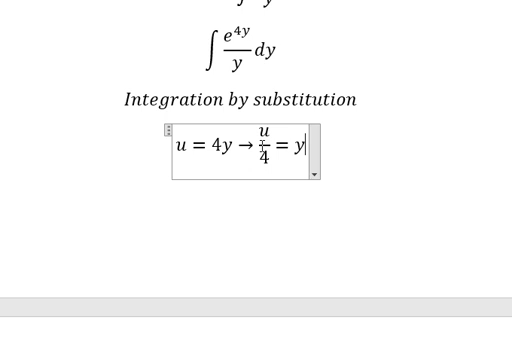 ∫ e^{4y}/y dy
Integration by substitution
u = 4y → u/4 = y